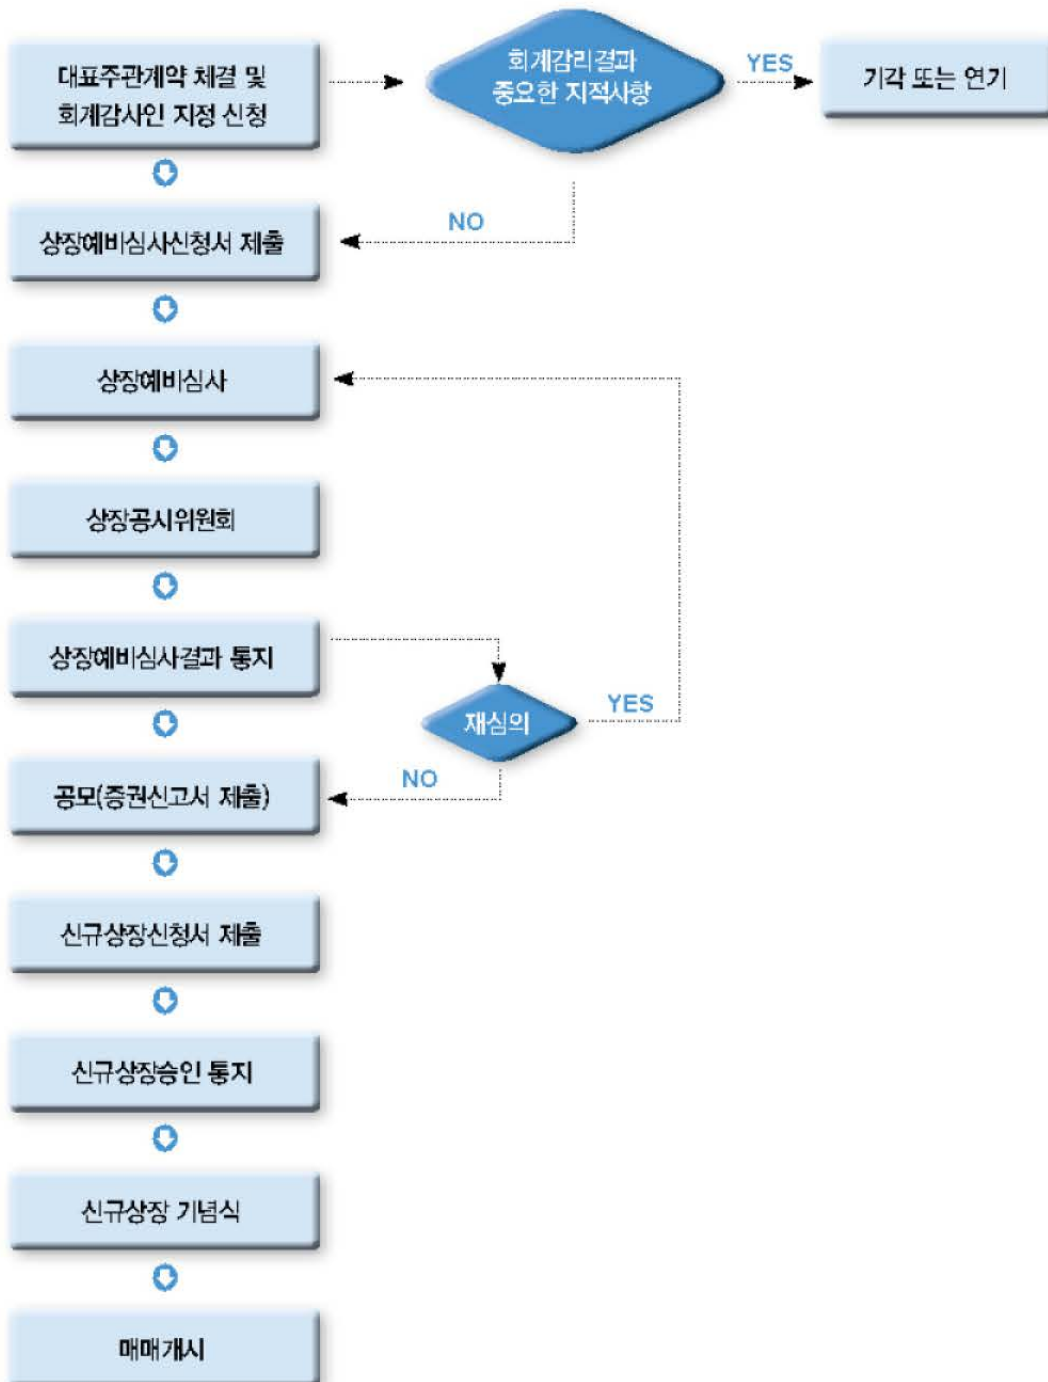 대표주관계약 체결 및
회계감사인 지정 신청
회계감리결과
중요한 지적사항
YES
기각 또는 연기
NO
상장예비심사신청서 제출
상장예비심사
상장공시위원회
상장예비심사결과 통지
재심의
YES
NO
공모(증권신고서 제출)
신규상장신청서 제출
신규상장승인 통지
신규상장 기념식
매매개시